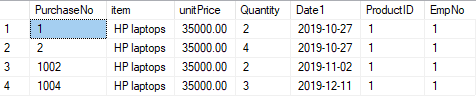 PurchaseNo item unitPrice Quantity Date1 ProductID EmpNo
1 1 HP laptops 35000.00 2 2019-10-27 1 1
2 2 HP laptops 35000.00 4 2019-10-27 1 1
3 1002 HP laptops 35000.00 2 2019-11-02 1 1
4 1004 HP laptops 35000.00 3 2019-12-11 1 1